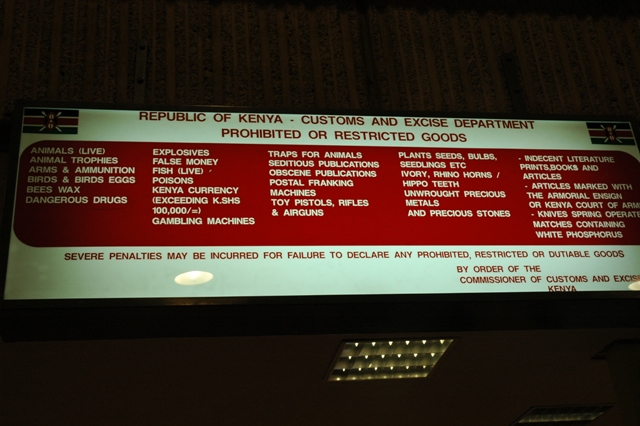 REPUBLIC OF KENYA - CUSTOMS AND EXCISE DEPARTMENT
PROHIBITED OR RESTRICTED GOODS
ANIMALS (LIVE)
ANIMAL TROPHIES
ARMS & AMMUNITION
BIRDS & BIRDS EGGS
BEES WAX
DANGEROUS DRUGS
EXPLOSIVES
FALSE MONEY
FISH (LIVE)
POISONS
KENYA CURRENCY
(EXCEEDING K.SHS
100,000/=)
GAMBLING MACHINES
TRAPS FOR ANIMALS
SEDITIOUS PUBLICATIONS
OBSCENE PUBLICATIONS
POSTAL FRANKING
MACHINES
TOY PISTOLS, RIFLES
& AIRGUNS
PLANTS SEEDS, BULBS,
SEEDLINGS ETC
IVORY, RHINO HORNS /
HIPPO TEETH
UNWROUGHT PRECIOUS
METALS
AND PRECIOUS STONES
- INDECENT LITERATURE
PRINTS,BOOKS AND
ARTICLES
- ARTICLES MARKED WITH
THE ARMORIAL ENSIGN
OR KENYA COURT OF ARMS
- KNIVES SPRING OPERATE
MATCHES CONTAINING
WHITE PHOSPHORUS
SEVERE PENALTIES MAY BE INCURRED FOR FAILURE TO DECLARE ANY PROHIBITED, RESTRICTED OR DUTIABLE GOODS
BY ORDER OF THE
COMMISSIONER OF CUSTOMS AND EXCISE
KENYA